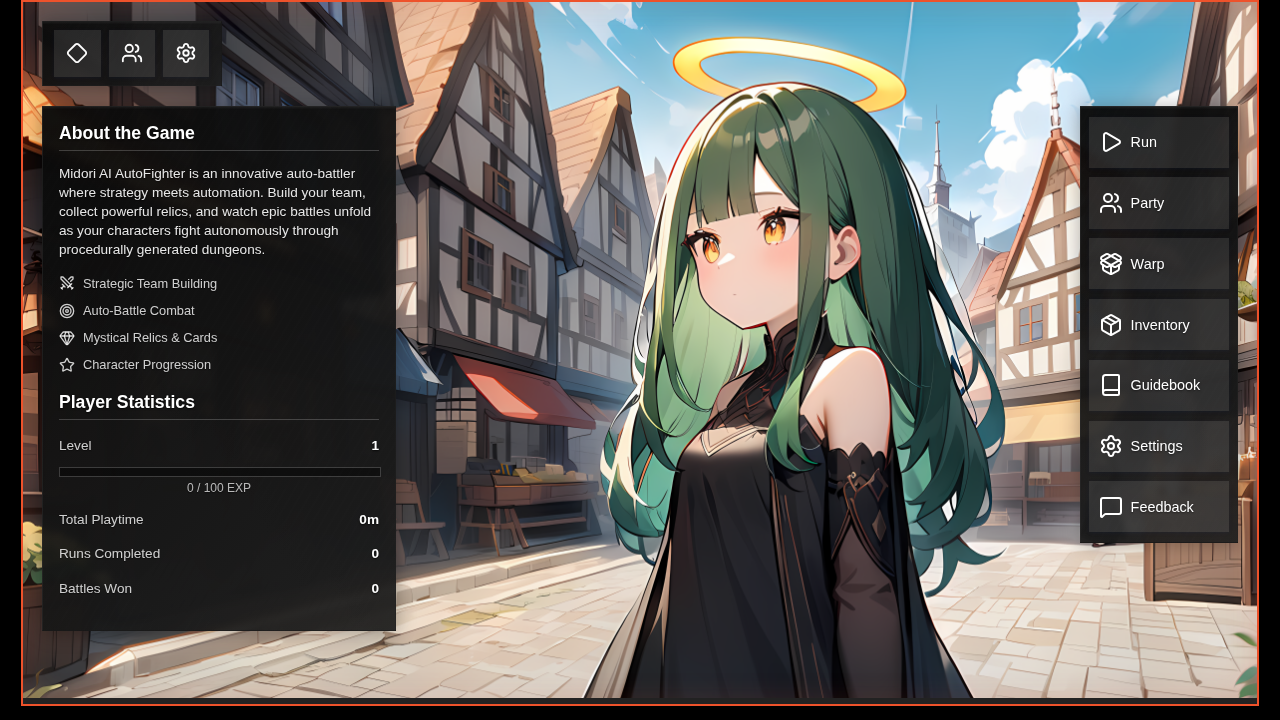 About the Game
Midori AI AutoFighter is an innovative auto-battler
where strategy meets automation. Build your team,
collect powerful relics, and watch epic battles unfold
as your characters fight autonomously through
procedurally generated dungeons.
Strategic Team Building
Auto-Battle Combat
Mystical Relics & Cards
Character Progression
Player Statistics
Level 1
0 / 100 EXP
Total Playtime 0m
Runs Completed 0
Battles Won 0
Run
Party
Warp
Inventory
Guidebook
Settings
Feedback